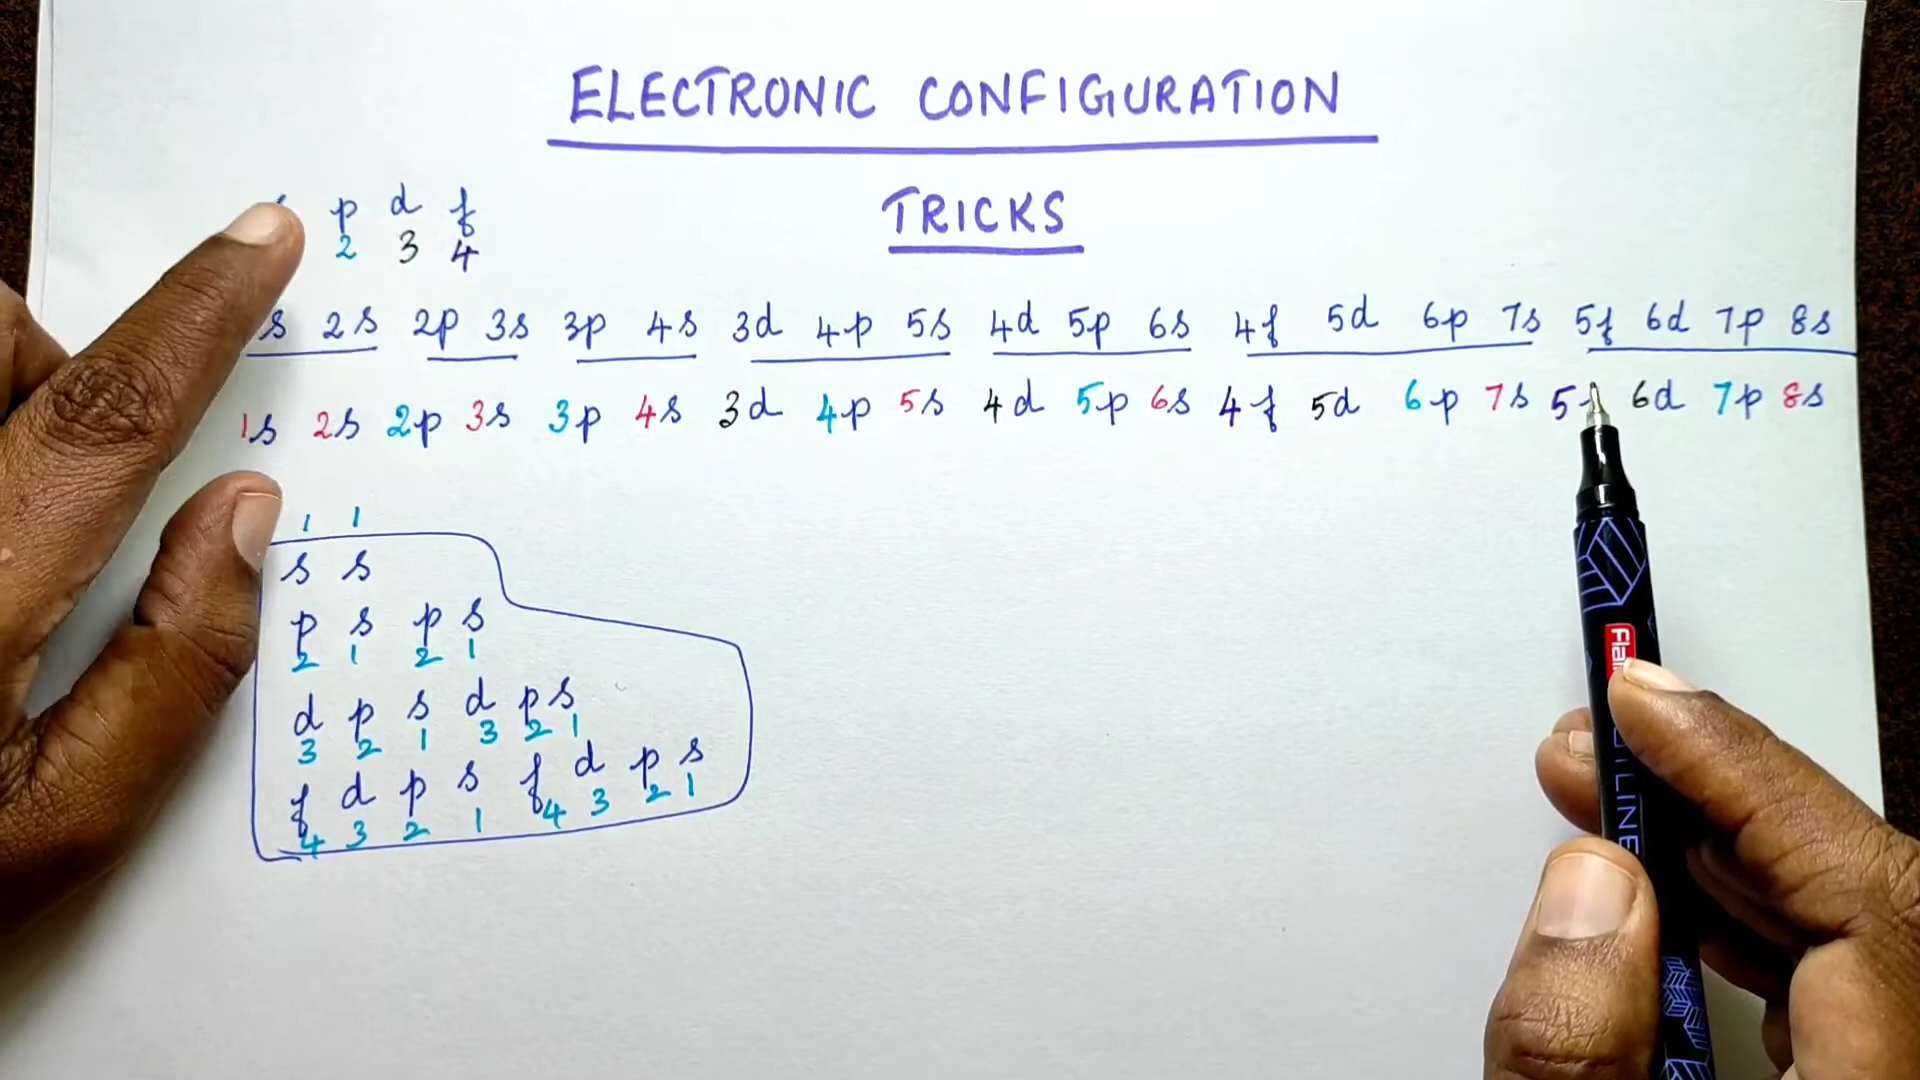 ELECTRONIC CONFIGURATION
TRICKS
p d f
2 3 4
s 2s 2p 3s 3p 4s 3d 4p 5s 4d 5p 6s 4f 5d 6p 7s 5f 6d 7p 8s
1s 2s 2p 3s 3p 4s 3d 4p 5s 4d 5p 6s 4f 5d 6p 7s 5f 6d 7p 8s
1 1
s s
p s p s
2 1 2 1
d p s d p s
3 2 1 3 2 1
f d p s f d p s
4 3 2 1 4 3 2 1